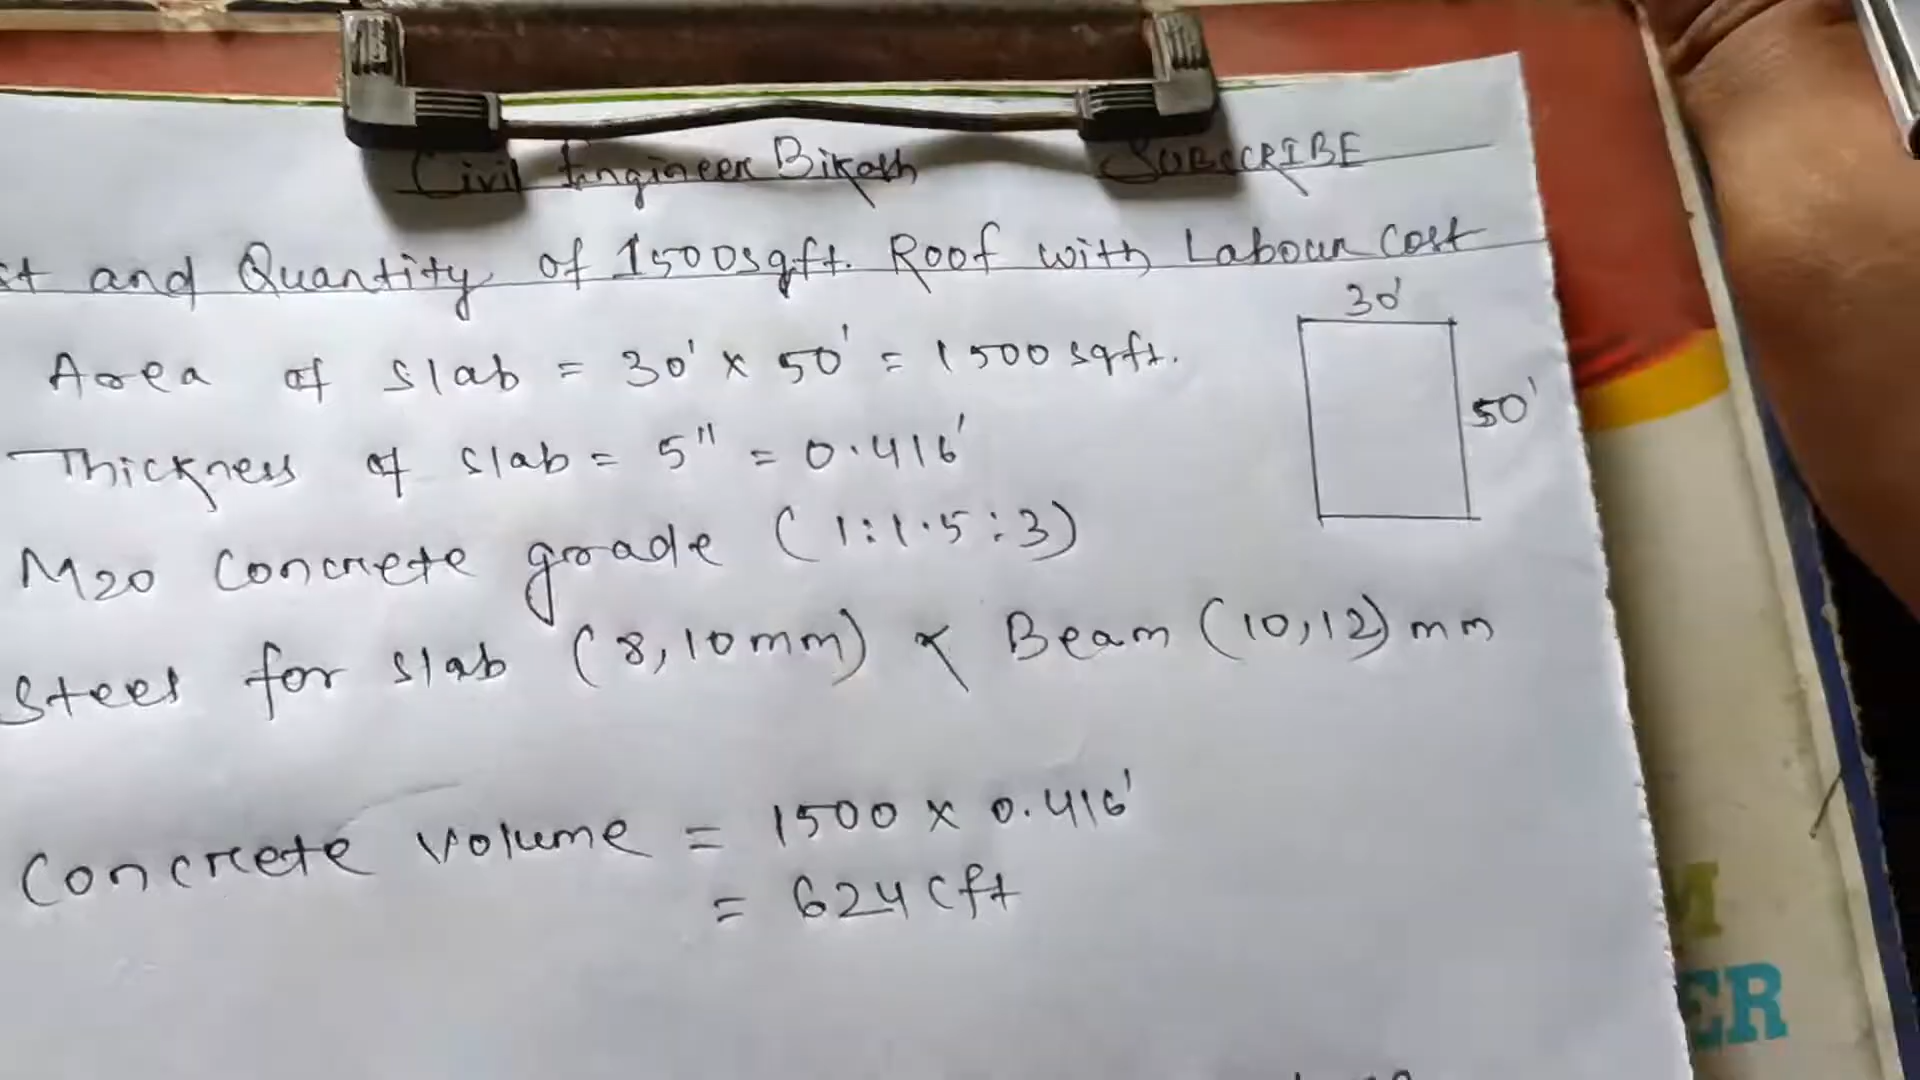 Civil Engineer Bikash SUBSCRIBE
and Quantity of 1500sqft. Roof with Labour Cost
30'
Area of slab = 30' x 50' = 1500 sqft.
50'
Thickness of slab = 5" = 0.416'
M20 Concrete grade (1:1.5:3)
Steel for slab (8,10mm) & Beam (10,12) mm
Concrete volume = 1500 x 0.416'
= 624 Cft
ER